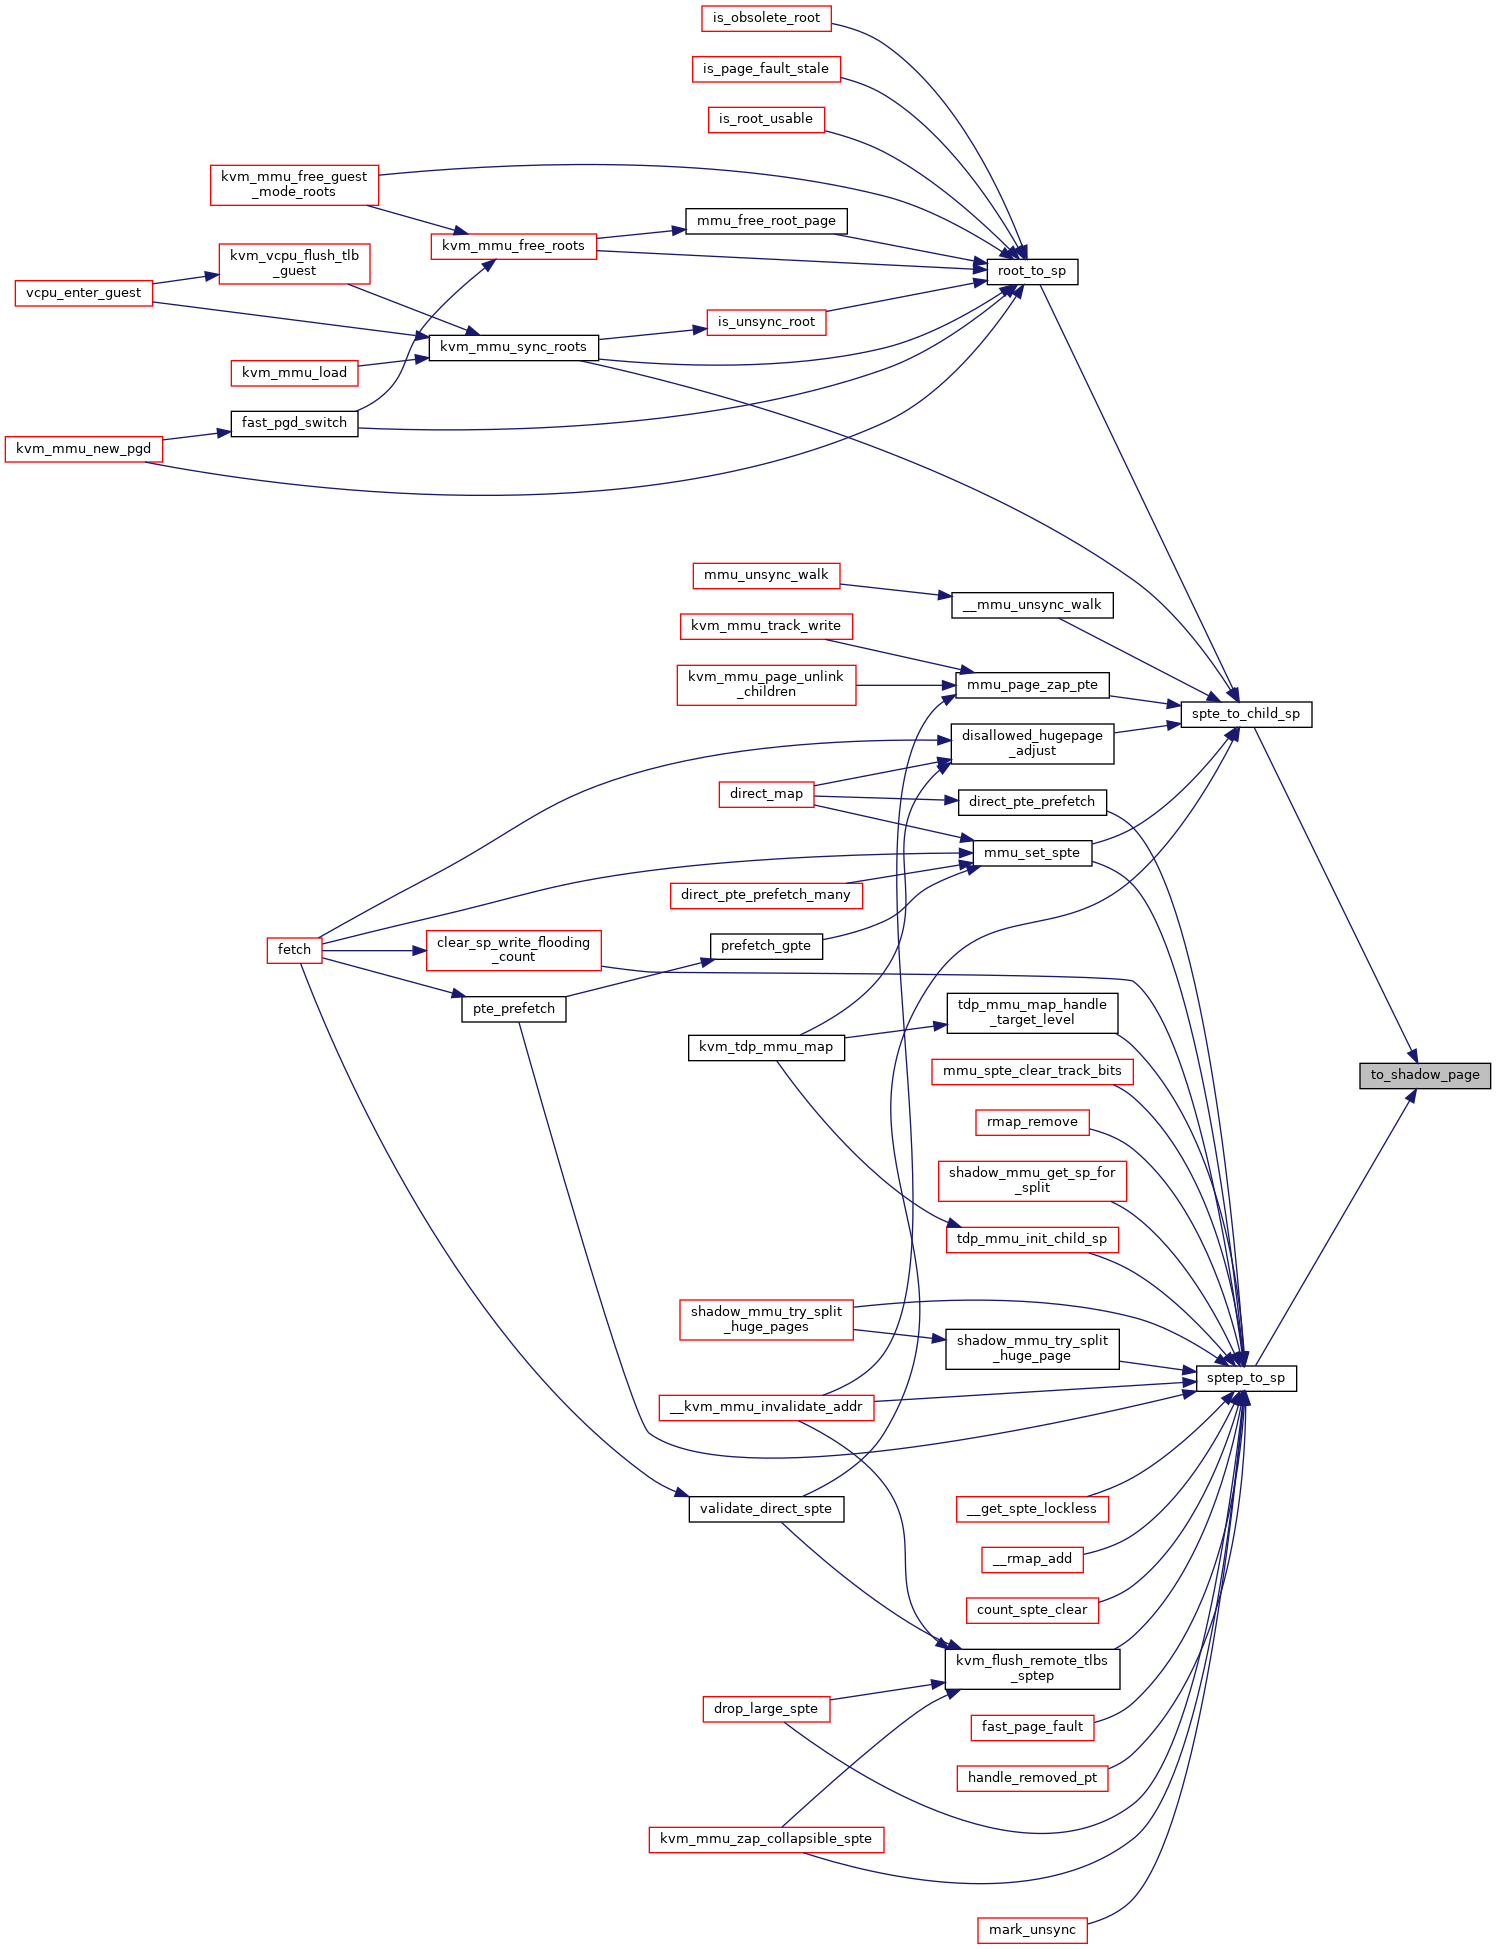 is_obsolete_root
is_page_fault_stale
is_root_usable
kvm_mmu_free_guest
_mode_roots
mmu_free_root_page
kvm_mmu_free_roots
kvm_vcpu_flush_tlb
_guest
root_to_sp
vcpu_enter_guest
is_unsync_root
kvm_mmu_sync_roots
kvm_mmu_load
fast_pgd_switch
kvm_mmu_new_pgd
mmu_unsync_walk
__mmu_unsync_walk
kvm_mmu_track_write
kvm_mmu_page_unlink
_children
mmu_page_zap_pte
spte_to_child_sp
disallowed_hugepage
_adjust
direct_map
direct_pte_prefetch
mmu_set_spte
direct_pte_prefetch_many
fetch
clear_sp_write_flooding
_count
prefetch_gpte
pte_prefetch
tdp_mmu_map_handle
_target_level
kvm_tdp_mmu_map
mmu_spte_clear_track_bits
to_shadow_page
rmap_remove
shadow_mmu_get_sp_for
_split
tdp_mmu_init_child_sp
shadow_mmu_try_split
_huge_pages
shadow_mmu_try_split
_huge_page
sptep_to_sp
__kvm_mmu_invalidate_addr
validate_direct_spte
__get_spte_lockless
__rmap_add
count_spte_clear
kvm_flush_remote_tlbs
_sptep
drop_large_spte
fast_page_fault
handle_removed_pt
kvm_mmu_zap_collapsible_spte
mark_unsync